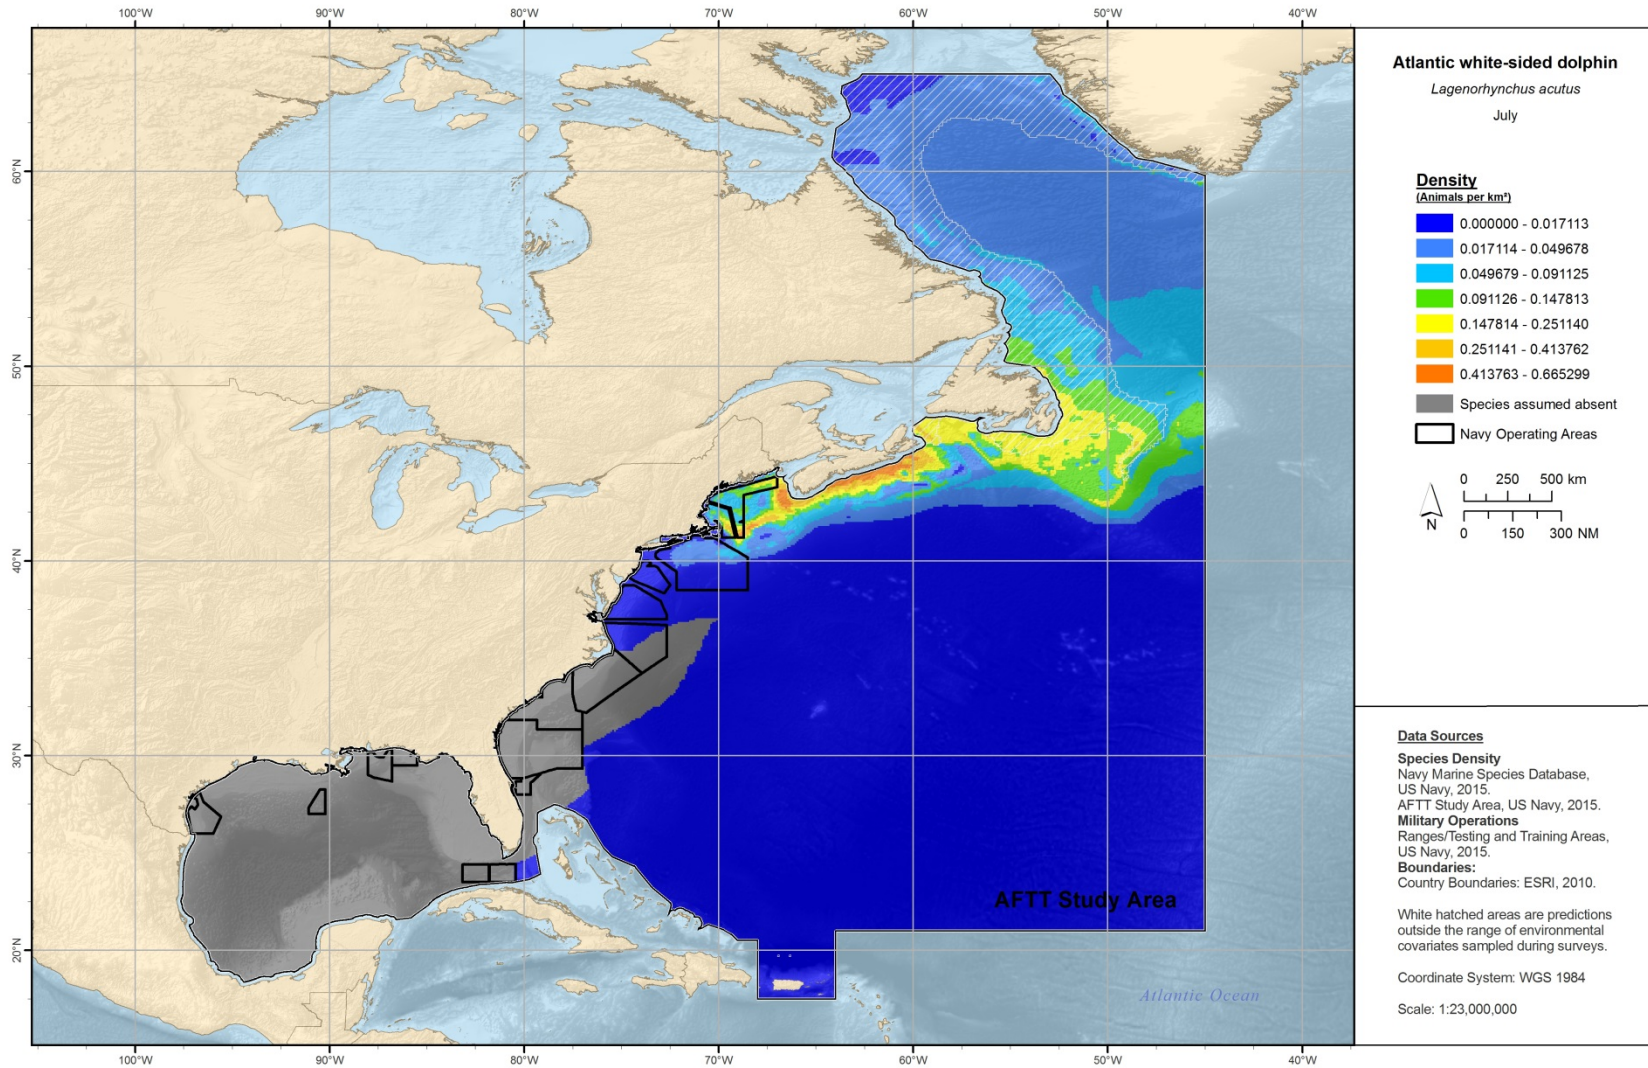 100°W 90°W 80°W 70°W 60°W 50°W 40°W
60°N
50°N
40°N
30°N
20°N
60°N
50°N
40°N
30°N
20°N
AFTT Study Area
Atlantic Ocean
100°W 90°W 80°W 70°W 60°W 50°W 40°W
Atlantic white-sided dolphin
Lagenorhynchus acutus
July
Density
(Animals per km²)
0.000000 - 0.017113
0.017114 - 0.049678
0.049679 - 0.091125
0.091126 - 0.147813
0.147814 - 0.251140
0.251141 - 0.413762
0.413763 - 0.665299
Species assumed absent
Navy Operating Areas
N
0 250 500 km
0 150 300 NM
Data Sources
Species Density
Navy Marine Species Database,
US Navy, 2015.
AFTT Study Area, US Navy, 2015.
Military Operations
Ranges/Testing and Training Areas,
US Navy, 2015.
Boundaries:
Country Boundaries: ESRI, 2010.
White hatched areas are predictions
outside the range of environmental
covariates sampled during surveys.
Coordinate System: WGS 1984
Scale: 1:23,000,000